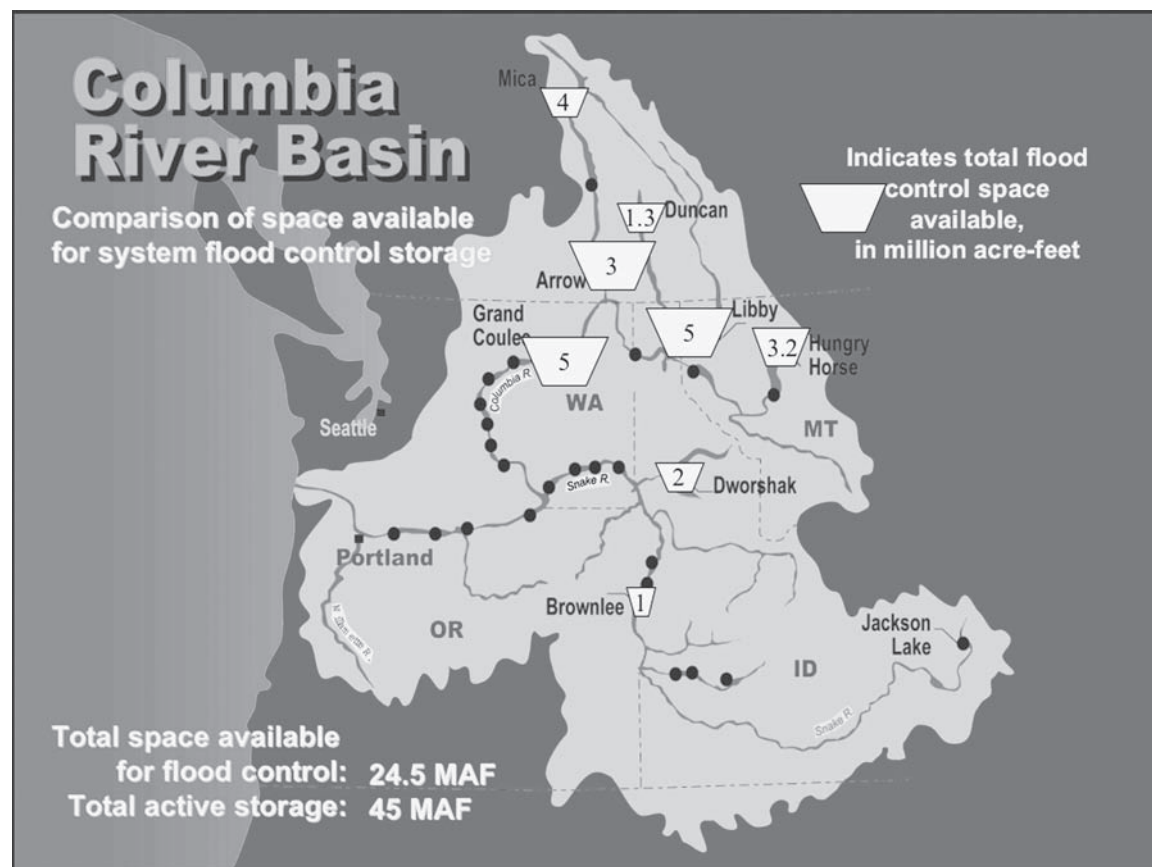 Columbia
River Basin
Comparison of space available
for system flood control storage
Mica
4
Indicates total flood
control space
available,
in million acre-feet
1.3
Duncan
3
Arrow
Grand
Coulee
5
Libby
5
3.2
Hungry
Horse
Columbia R.
WA
MT
Seattle
2
Dworshak
Snake R.
Portland
Brownlee
1
OR
Jackson
Lake
ID
Snake R.
Total space available
for flood control: 24.5 MAF
Total active storage: 45 MAF